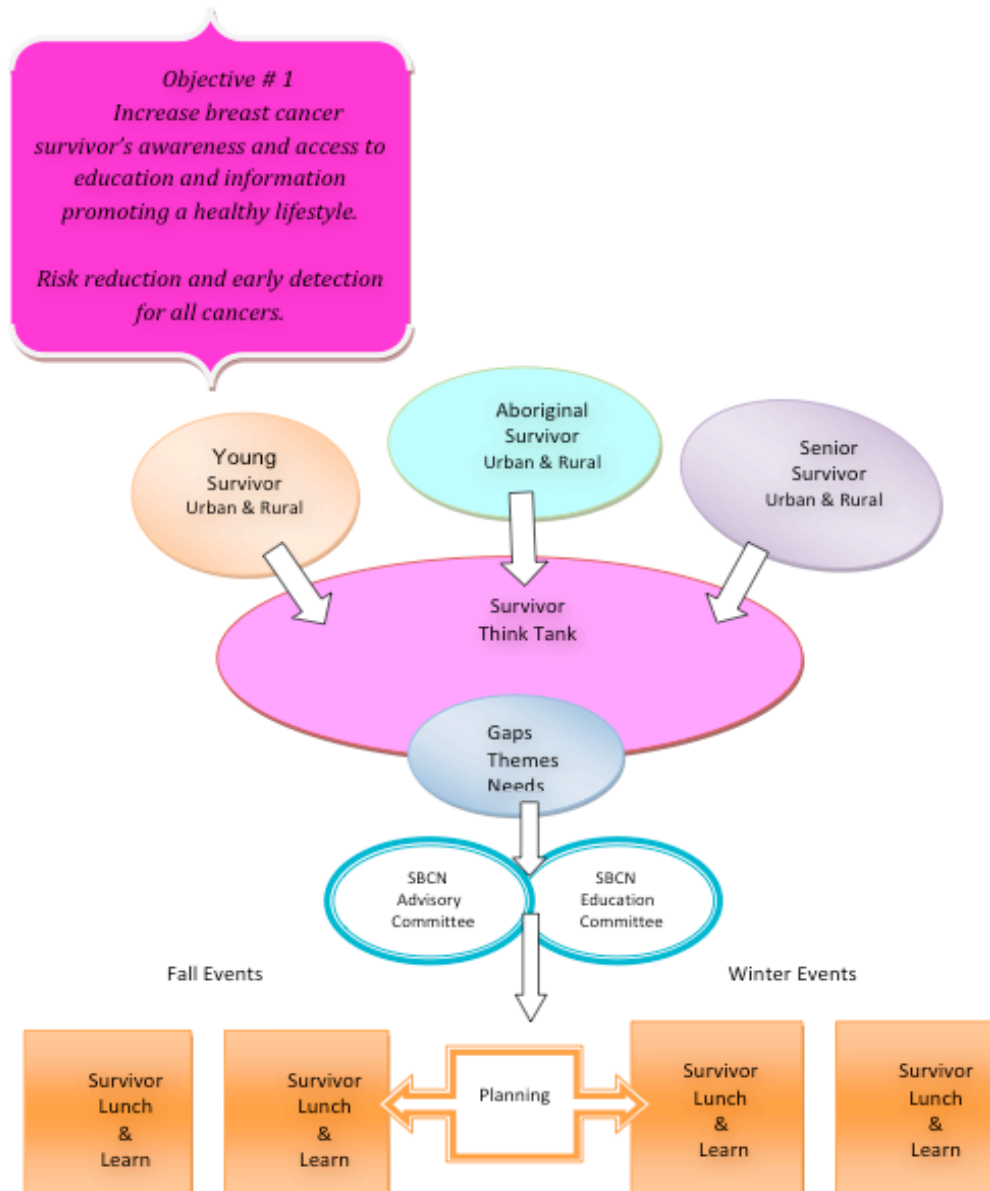 Objective # 1
Increase breast cancer
survivor's awareness and access to
education and information
promoting a healthy lifestyle.
Risk reduction and early detection
for all cancers.
Young
Survivor
Urban & Rural
Aboriginal
Survivor
Urban & Rural
Senior
Survivor
Urban & Rural
Survivor
Think Tank
Gaps
Themes
Needs
SBCN
Advisory
Committee
SBCN
Education
Committee
Fall Events
Winter Events
Survivor
Lunch
&
Learn
Survivor
Lunch
&
Learn
Planning
Survivor
Lunch
&
Learn
Survivor
Lunch
&
Learn